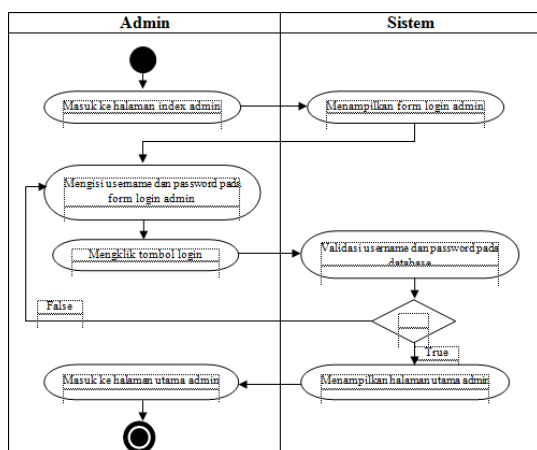 Admin
Sistem
Masuk ke halaman index admin
Menampilkan form login admin
Mengisi username dan password pada
form login admin
Mengklik tombol login
Validasi username dan password pada
database
False
True
Masuk ke halaman utama admin
Menampilkan halaman utama admin